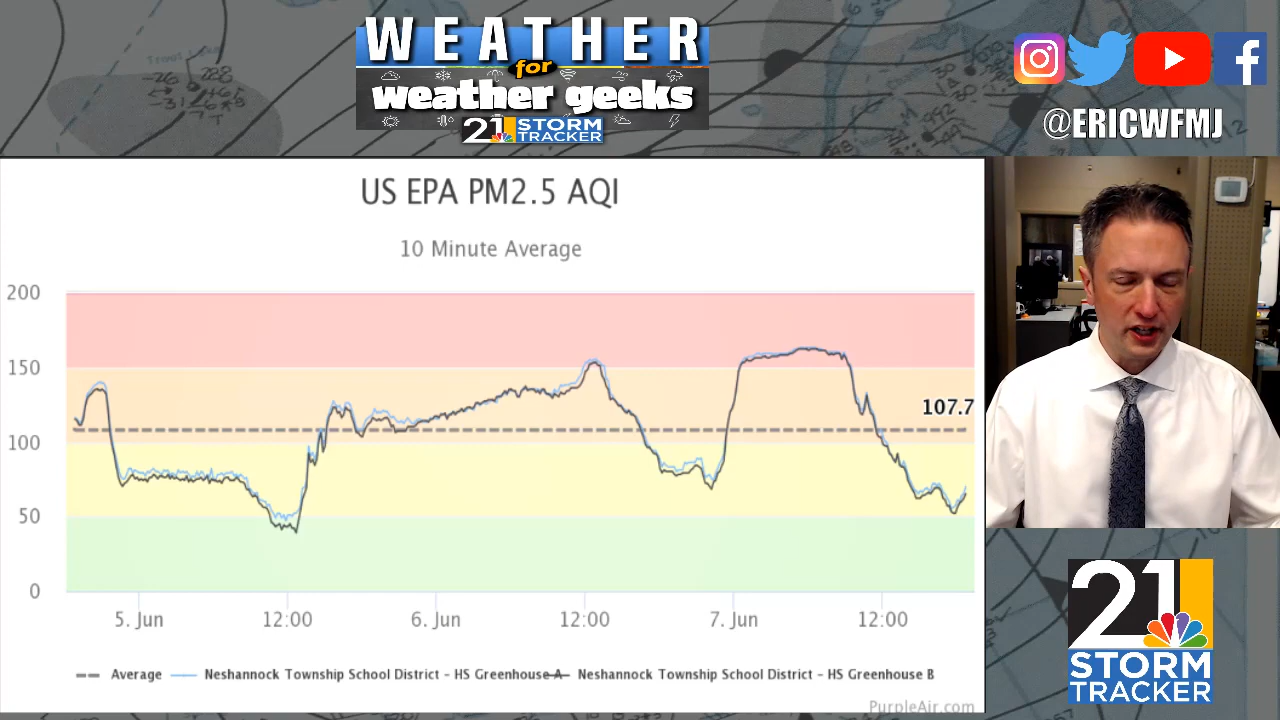 WEATHER
for
weather geeks
21 STORM
TRACKER
@ERICWFMJ
US EPA PM2.5 AQI
10 Minute Average
200
150
107.7
100
50
0
5. Jun 12:00 6. Jun 12:00 7. Jun 12:00
Average Neshannock Township School District - HS Greenhouse A Neshannock Township School District - HS Greenhouse B
PurpleAir.com
21
STORM
TRACKER